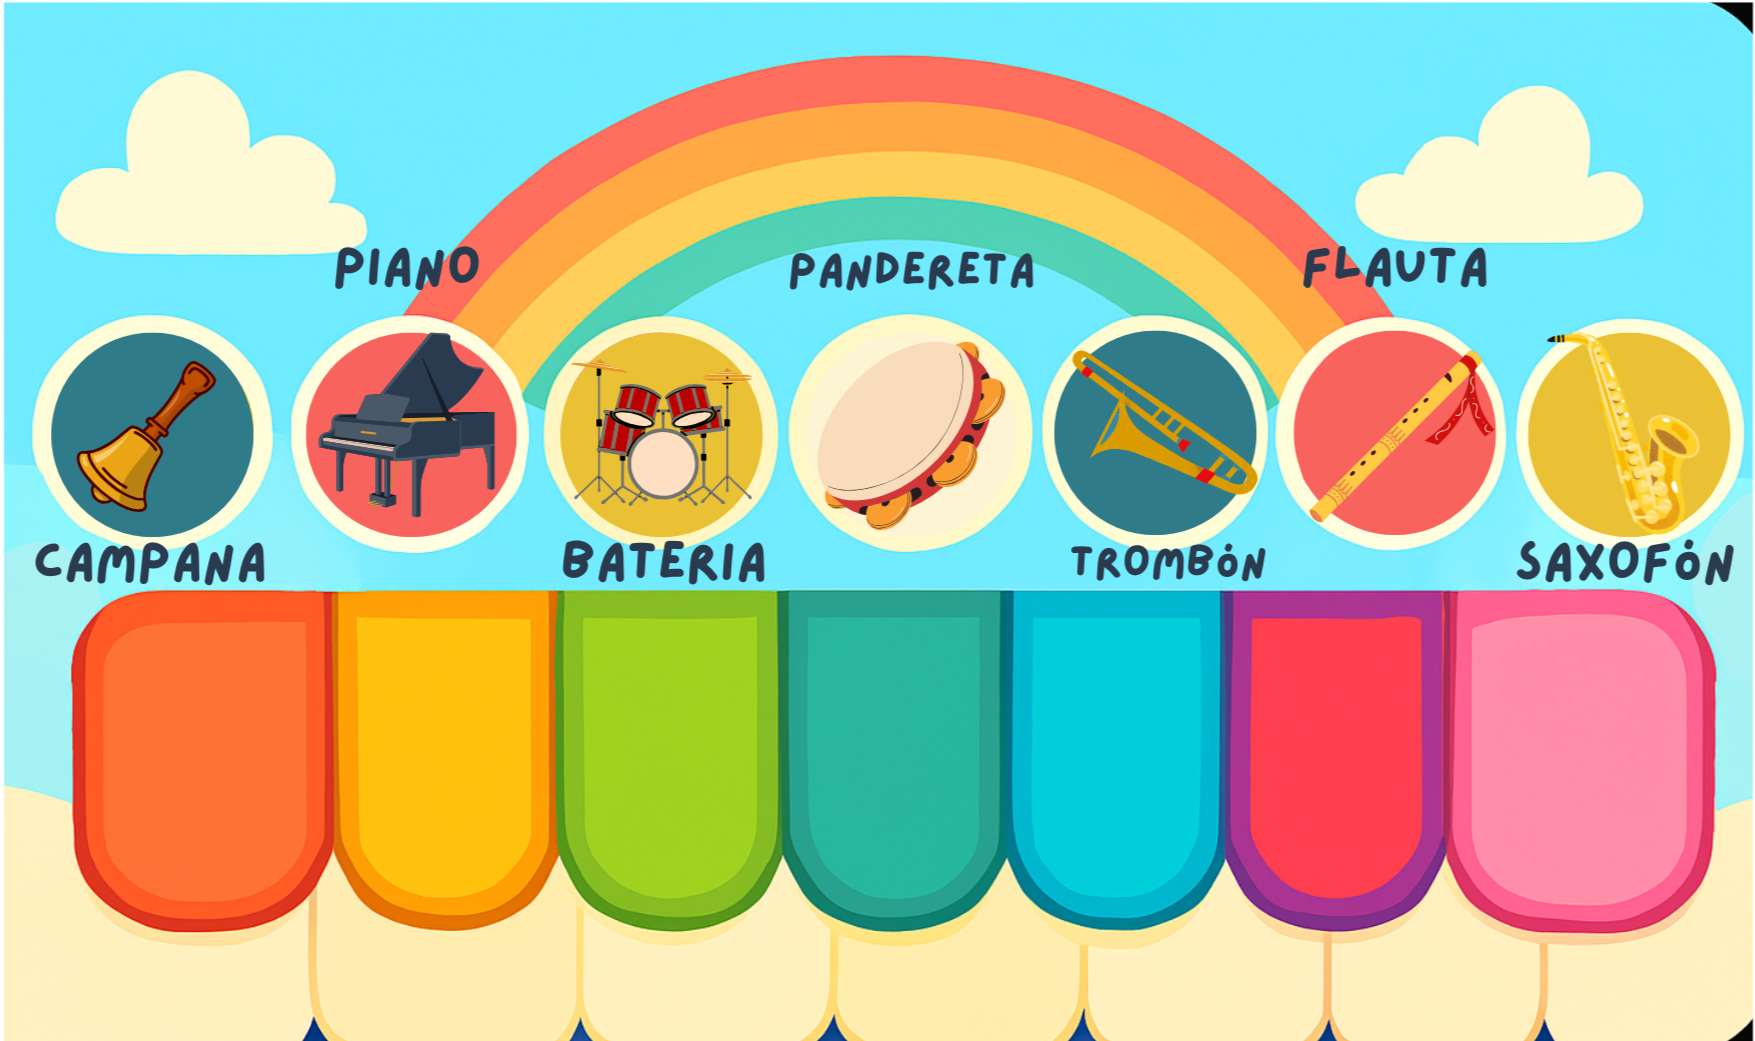 PIANO
PANDERETA
FLAUTA
CAMPANA
BATERIA
TROMBÓN
SAXOFÓN